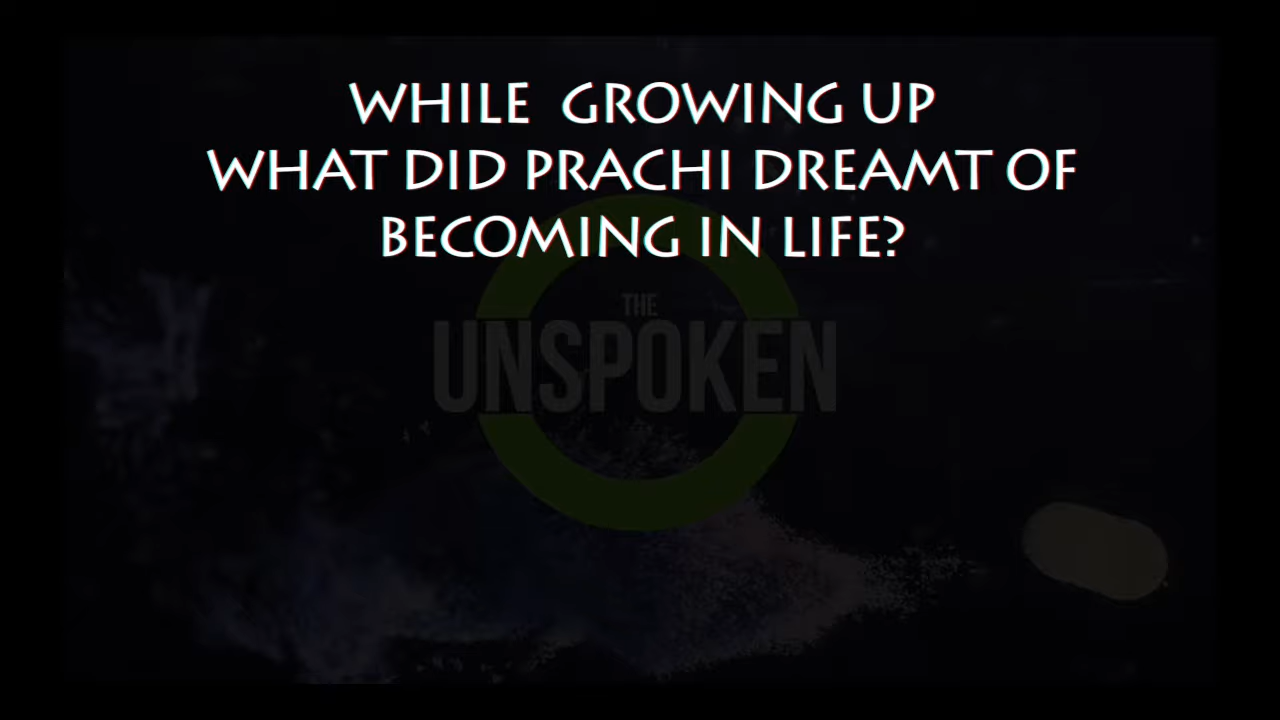 WHILE GROWING UP
WHAT DID PRACHI DREAMT OF
BECOMING IN LIFE?
THE
UNSPOKEN